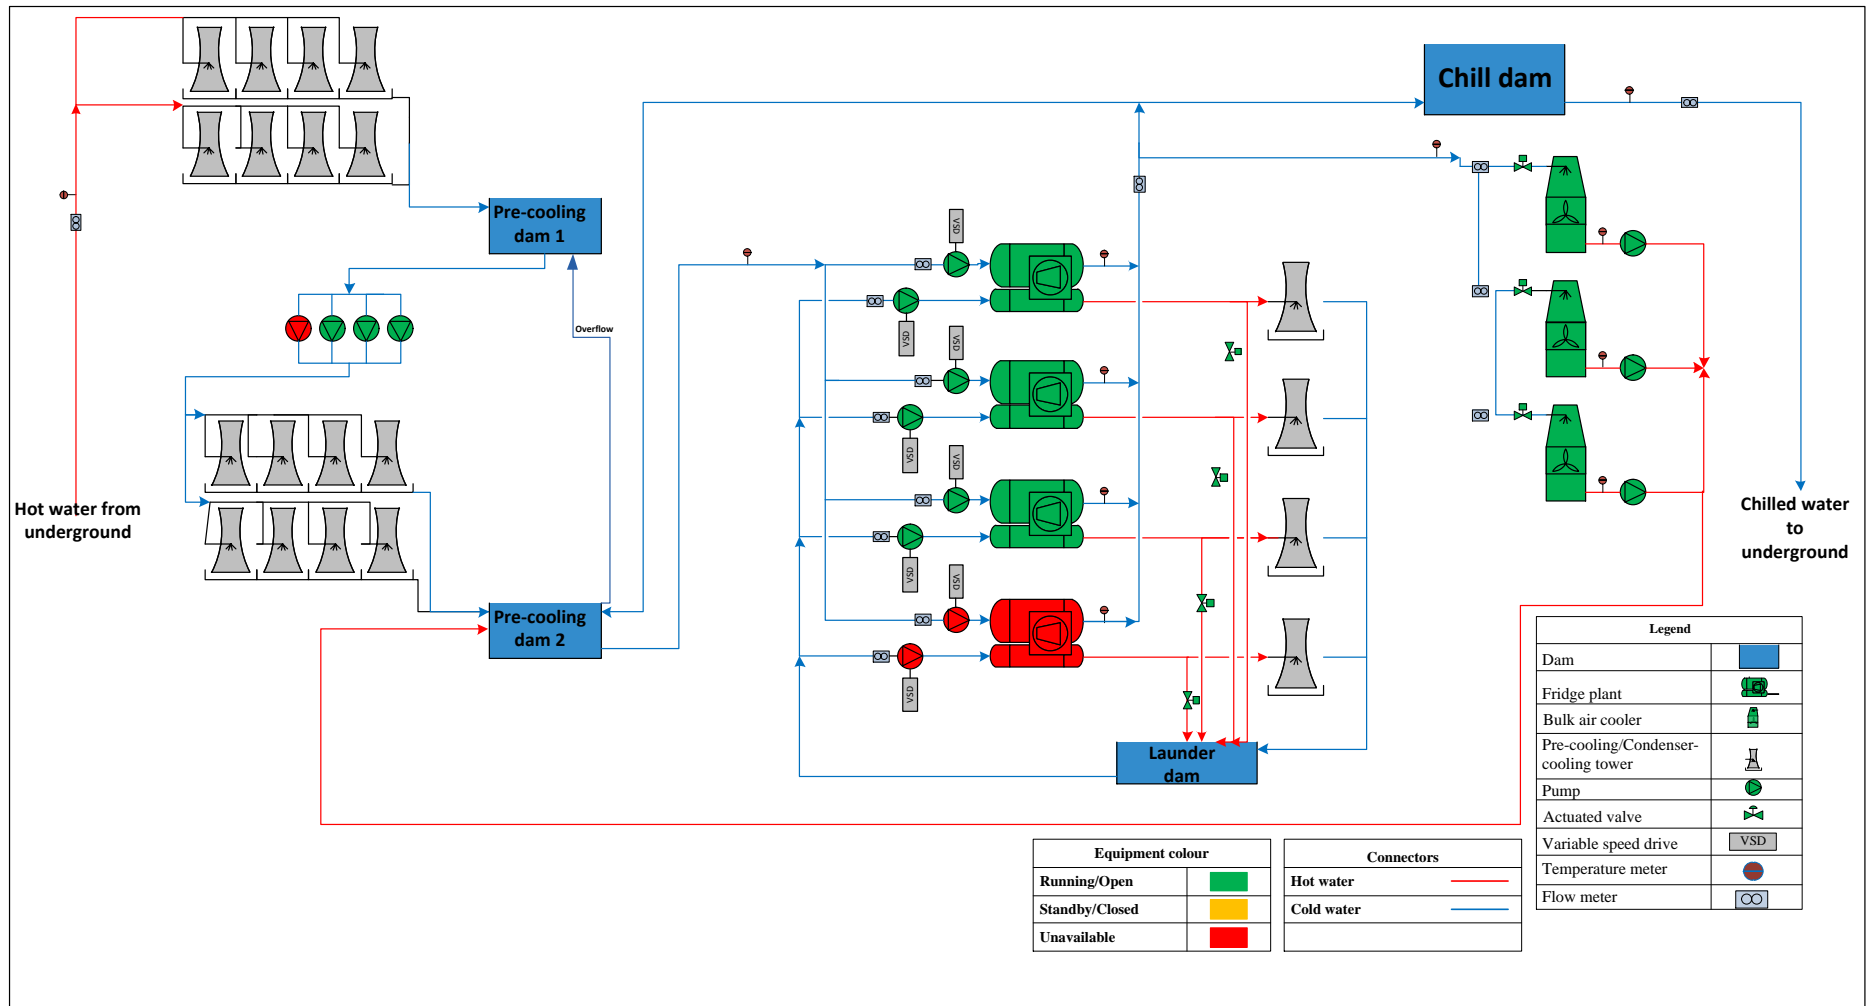 Chill dam
Pre-cooling
dam 1
VSD
VSD
Overflow
VSD
VSD
VSD
VSD
VSD
VSD
Hot water from
underground
Chilled water
to
underground
Pre-cooling
dam 2
Launder
dam
Legend
Dam
Fridge plant
Bulk air cooler
Pre-cooling/Condenser-
cooling tower
Pump
Actuated valve
Variable speed drive VSD
Temperature meter
Flow meter
Equipment colour
Running/Open
Standby/Closed
Unavailable
Connectors
Hot water
Cold water